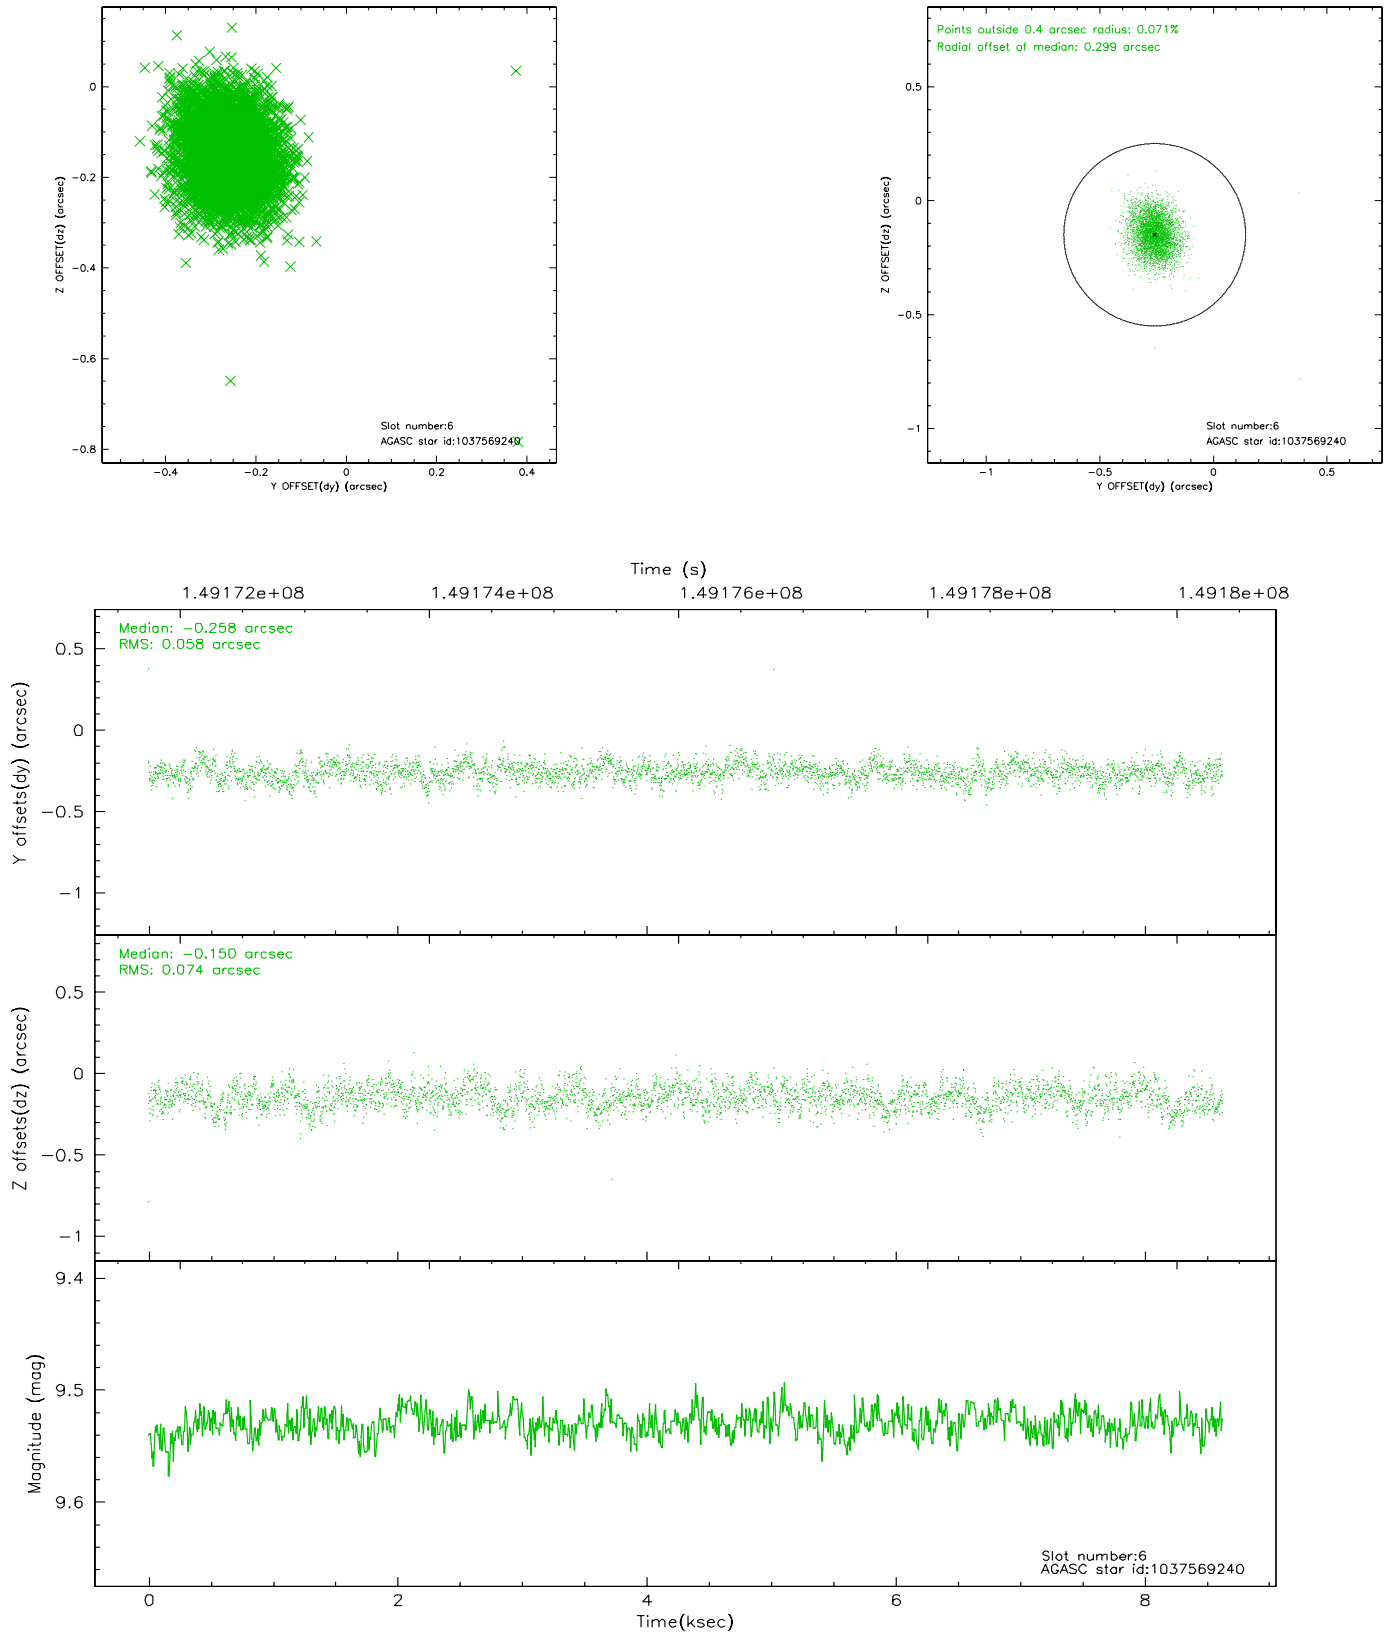 0
−0.2
−0.4
−0.6
−0.8
Z OFFSET(dz) (arcsec)
Slot number:6
AGASC star id:1037569240
−0.4 −0.2 0 0.2 0.4
Y OFFSET(dy) (arcsec)
Points outside 0.4 arcsec radius: 0.071%
Radial offset of median: 0.299 arcsec
0.5
0
−0.5
−1
Z OFFSET(dz) (arcsec)
Slot number:6
AGASC star id:1037569240
−1 −0.5 0 0.5
Y OFFSET(dy) (arcsec)
Time (s)
1.49172e+08 1.49174e+08 1.49176e+08 1.49178e+08 1.4918e+08
Median: −0.258 arcsec
RMS: 0.058 arcsec
0.5
0
−0.5
−1
Y offsets(dy) (arcsec)
Median: −0.150 arcsec
RMS: 0.074 arcsec
0.5
0
−0.5
−1
Z offsets(dz) (arcsec)
9.4
9.5
9.6
Magnitude (mag)
Slot number:6
AGASC star id:1037569240
0 2 4 6 8
Time(ksec)